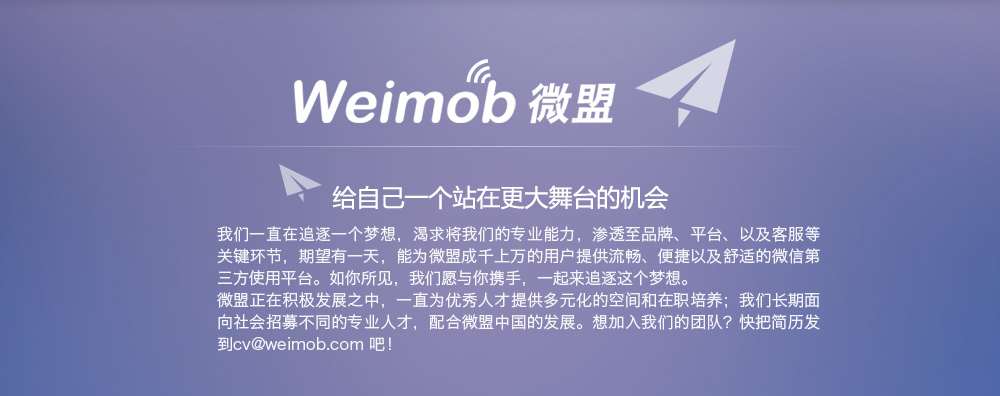 Weimob 微盟
给自己一个站在更大舞台的机会
我们一直在追逐一个梦想，渴求将我们的专业能力，渗透至品牌、平台、以及客服等
关键环节，期望有一天，能为微盟成千上万的用户提供流畅、便捷以及舒适的微信第
三方使用平台。如你所见，我们愿与你携手，一起来追逐这个梦想。
微盟正在积极发展之中，一直为优秀人才提供多元化的空间和在职培养；我们长期面
向社会招募不同的专业人才，配合微盟中国的发展。想加入我们的团队？快把简历发
到cv@weimob.com 吧！